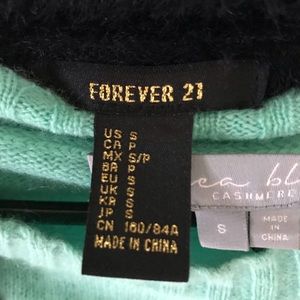 FOREVER 21
US S
CA P
MX S/P
BR P
EU S
UK S
KR S
JP S
CN 160/84A
MADE IN CHINA
CASHMERE
S
MADE
IN
CHINA